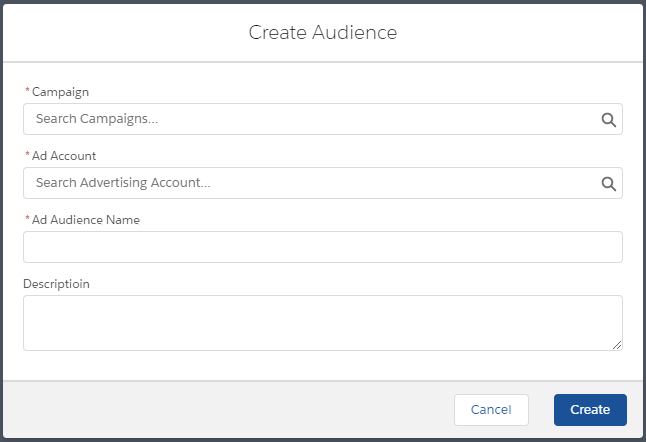 Create Audience
* Campaign
Search Campaigns...
* Ad Account
Search Advertising Account...
* Ad Audience Name
Descriptioin
Cancel
Create